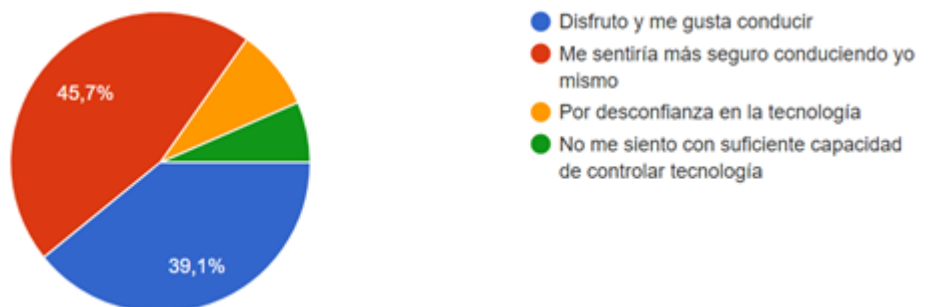 45,7%
39,1%
Disfruto y me gusta conducir
Me sentiría más seguro conduciendo yo
mismo
Por desconfianza en la tecnología
No me siento con suficiente capacidad
de controlar tecnología